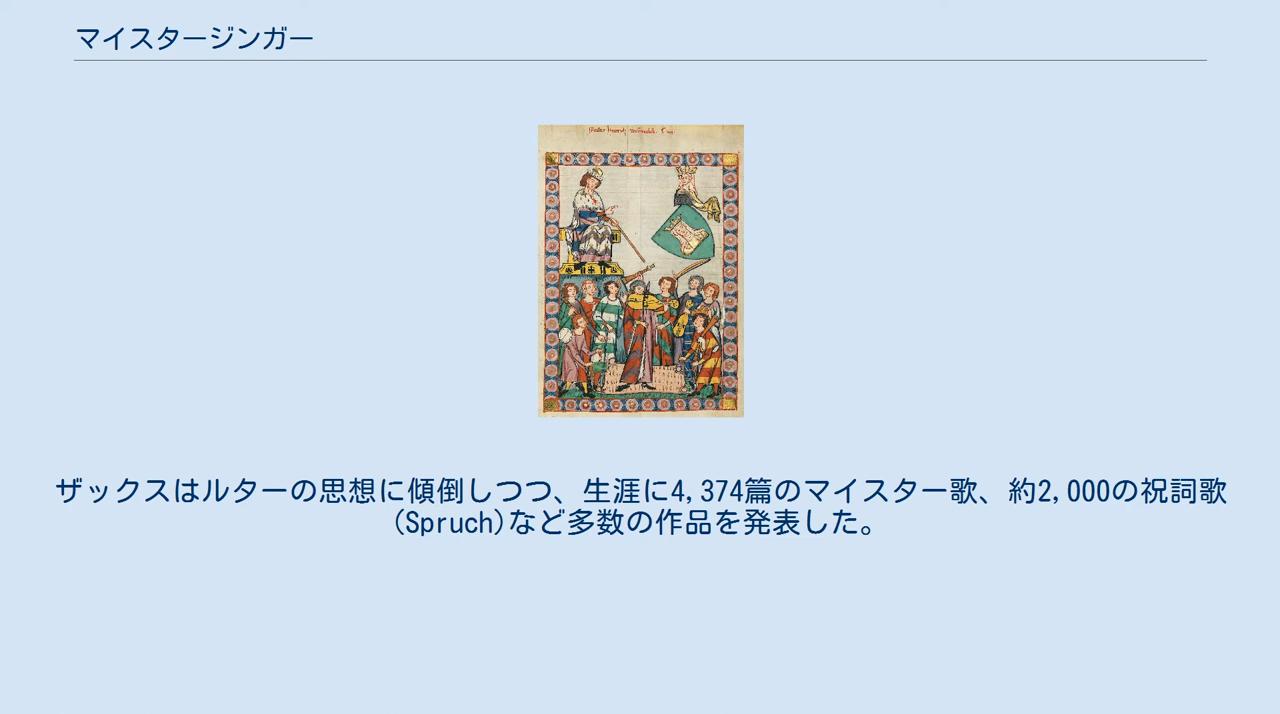 マイスタージンガー
ザックスはルターの思想に傾倒しつつ、生涯に4,374篇のマイスター歌、約2,000の祝詞歌
(Spruch)など多数の作品を発表した。